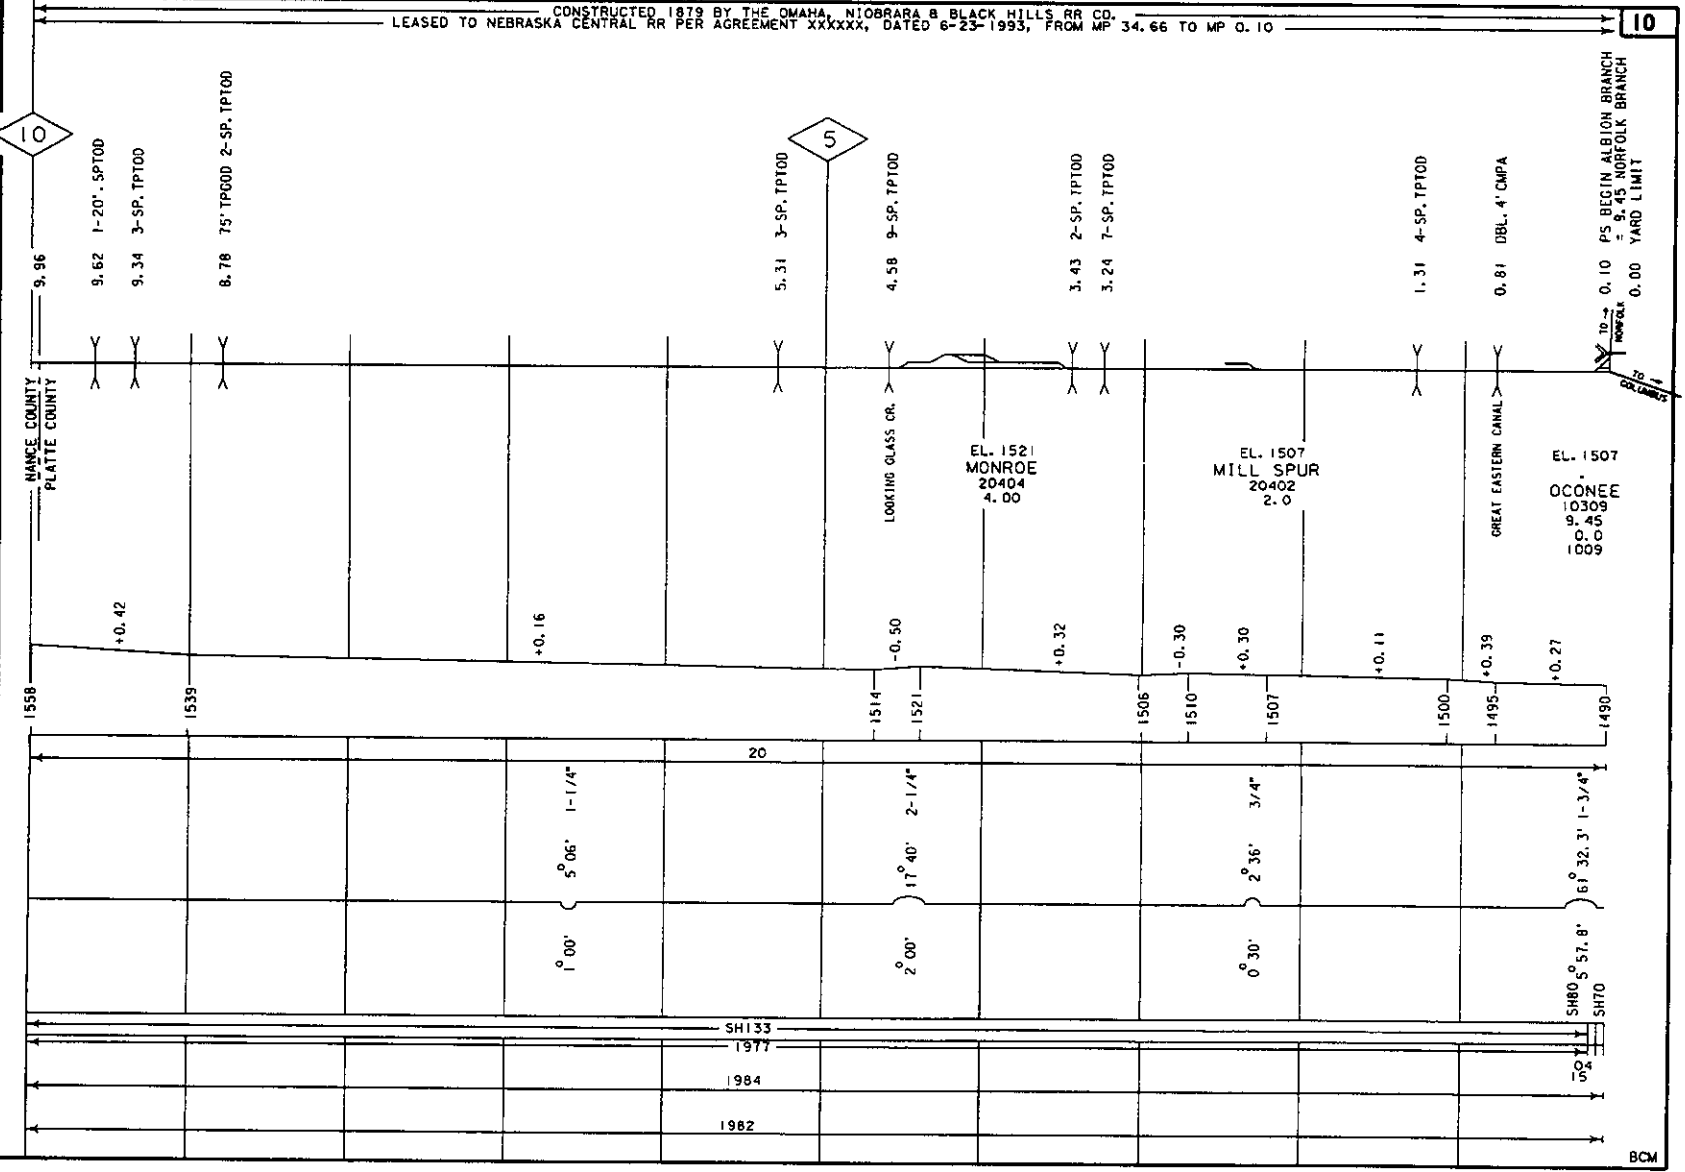 CONSTRUCTED 1879 BY THE OMAHA, NIOBRARA & BLACK HILLS RR CO.
LEASED TO NEBRASKA CENTRAL RR PER AGREEMENT XXXXXX, DATED 6-23-1993, FROM MP 34.66 TO MP 0.10
10
10
5
9.96
9.62 1-20'. SPTOD
9.34 3-SP. TPTOD
8.78 75' TPGOD 2-SP. TPTOD
5.31 3-SP. TPTOD
4.58 9-SP. TPTOD
3.43 2-SP. TPTOD
3.24 7-SP. TPTOD
1.31 4-SP. TPTOD
0.81 DBL. 4' CMPA
0.10 PS BEGIN ALBION BRANCH
= 9.45 NORFOLK BRANCH
0.00 YARD LIMIT
TO →
NORFOLK
TO →
COLUMBUS
NANCE COUNTY
PLATTE COUNTY
LOOKING GLASS CR.
EL. 1521
MONROE
20404
4.00
EL. 1507
MILL SPUR
20402
2.0
GREAT EASTERN CANAL
EL. 1507
OCONEE
10309
9.45
0.0
1009
+0.42
+0.16
-0.50
+0.32
-0.30
+0.30
+0.11
+0.39
+0.27
1558
1539
1514
1521
1506
1510
1507
1500
1495
1490
20
5°06' 1-1/4"
17°40' 2-1/4"
2°36' 3/4"
61°32.3' 1-3/4"
1°00'
2°00'
0°30'
5°57.8'
SH80
SH70
SH133
1977
04
15
1984
1982
BCM